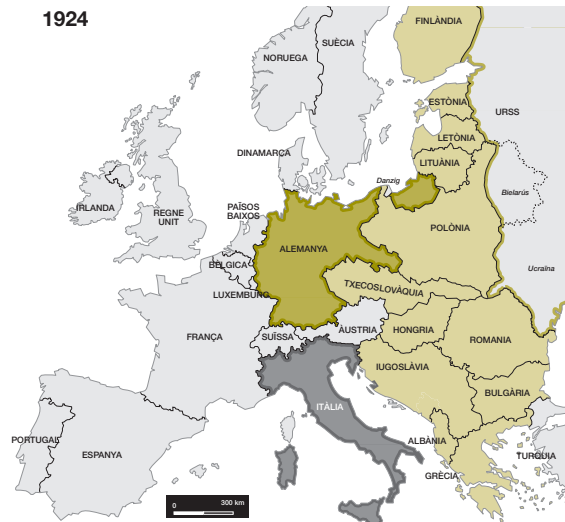 1924
FINLÀNDIA
SUÈCIA
NORUEGA
ESTÒNIA
URSS
LETÒNIA
DINAMARCA
LITUÀNIA
Danzig
Bielarús
IRLANDA
REGNE
UNIT
PAÏSOS
BAIXOS
POLÒNIA
ALEMANYA
BÈLGICA
Ucraïna
TXECOSLOVÀQUIA
LUXEMBURG
FRANÇA
SUÏSSA
ÀUSTRIA
HONGRIA
ROMANIA
IUGOSLÀVIA
BULGÀRIA
ITÀLIA
PORTUGAL
ESPANYA
ALBÀNIA
TURQUIA
GRÈCIA
0
300 km